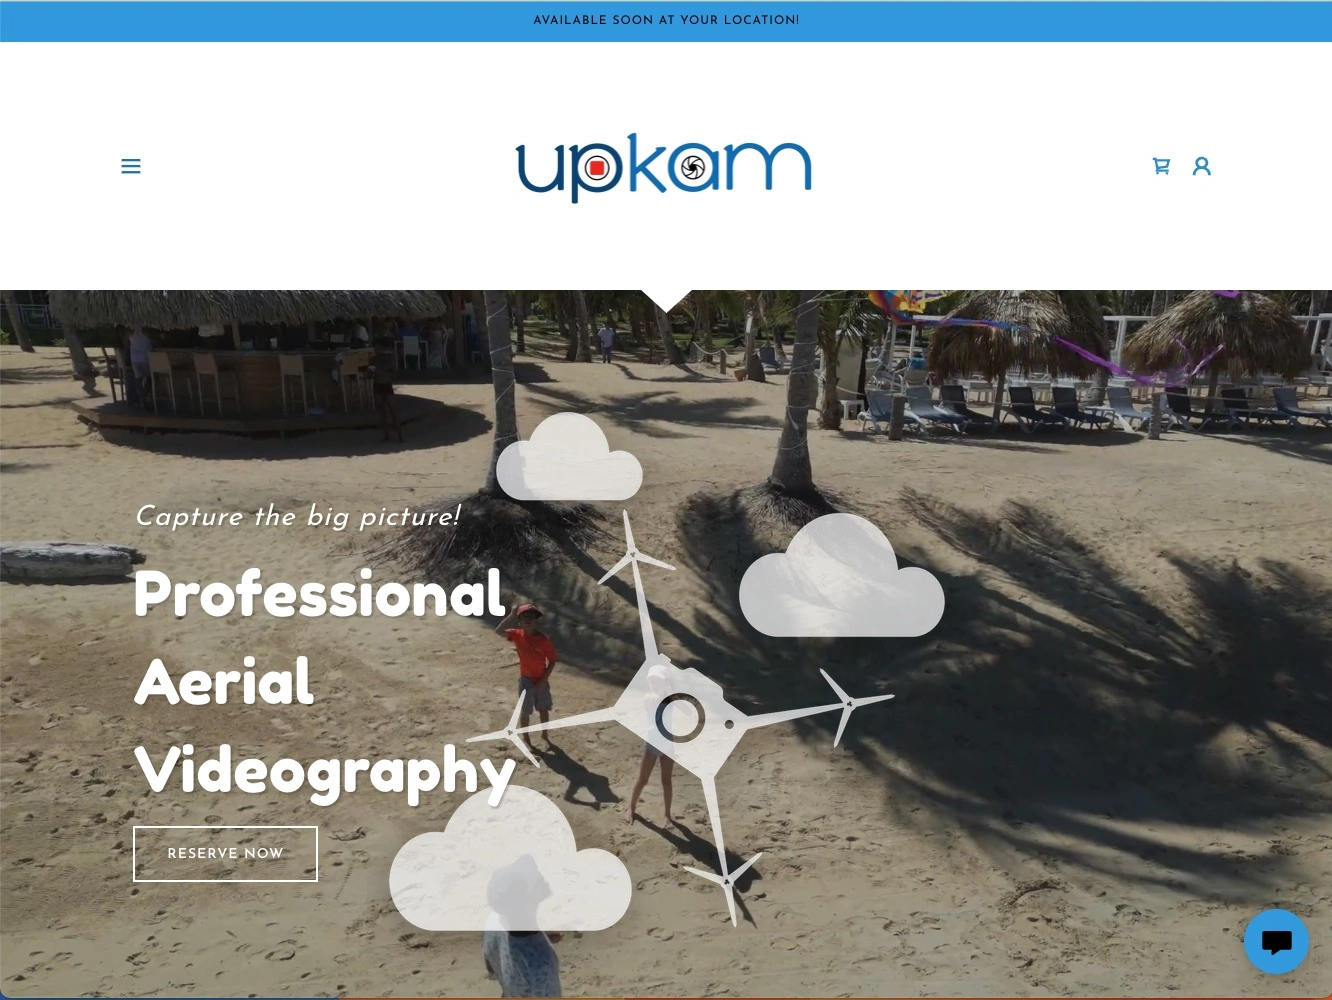 AVAILABLE SOON AT YOUR LOCATION!
upkam
Capture the big picture!
Professional
Aerial
Videography
RESERVE NOW